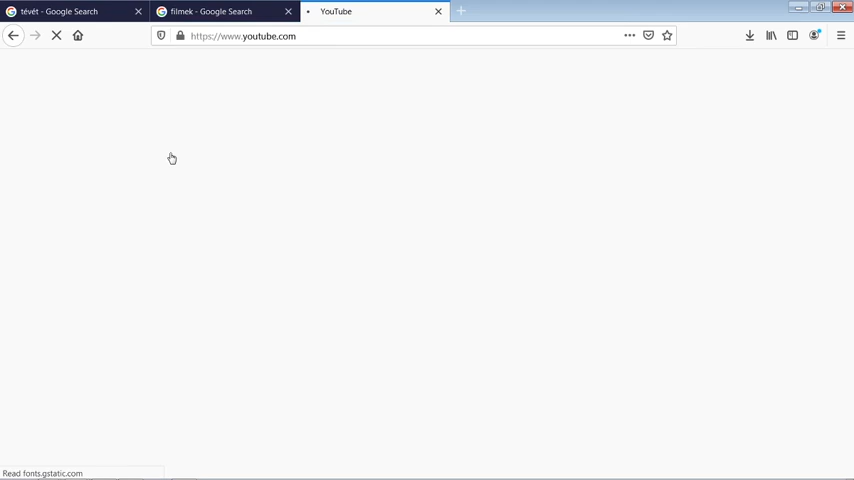 tévét - Google Search
filmek - Google Search
YouTube
https://www.youtube.com
Read fonts.gstatic.com